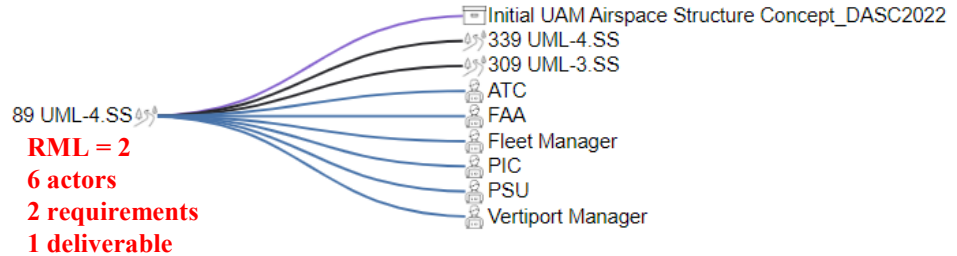 Initial UAM Airspace Structure Concept_DASC2022
339 UML-4.SS
309 UML-3.SS
ATC
89 UML-4.SS
FAA
RML = 2
Fleet Manager
PIC
6 actors
PSU
2 requirements
Vertiport Manager
1 deliverable